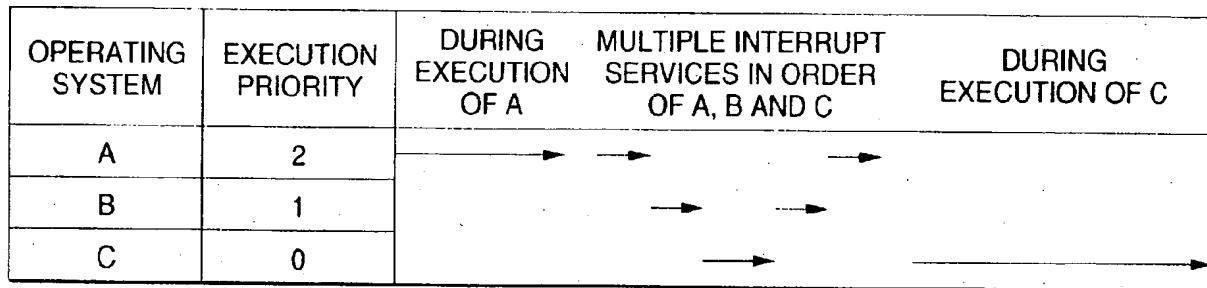 OPERATING
SYSTEM
EXECUTION
PRIORITY
DURING
EXECUTION
OF A
MULTIPLE INTERRUPT
SERVICES IN ORDER
OF A, B AND C
DURING
EXECUTION OF C
A 2
B 1
C 0